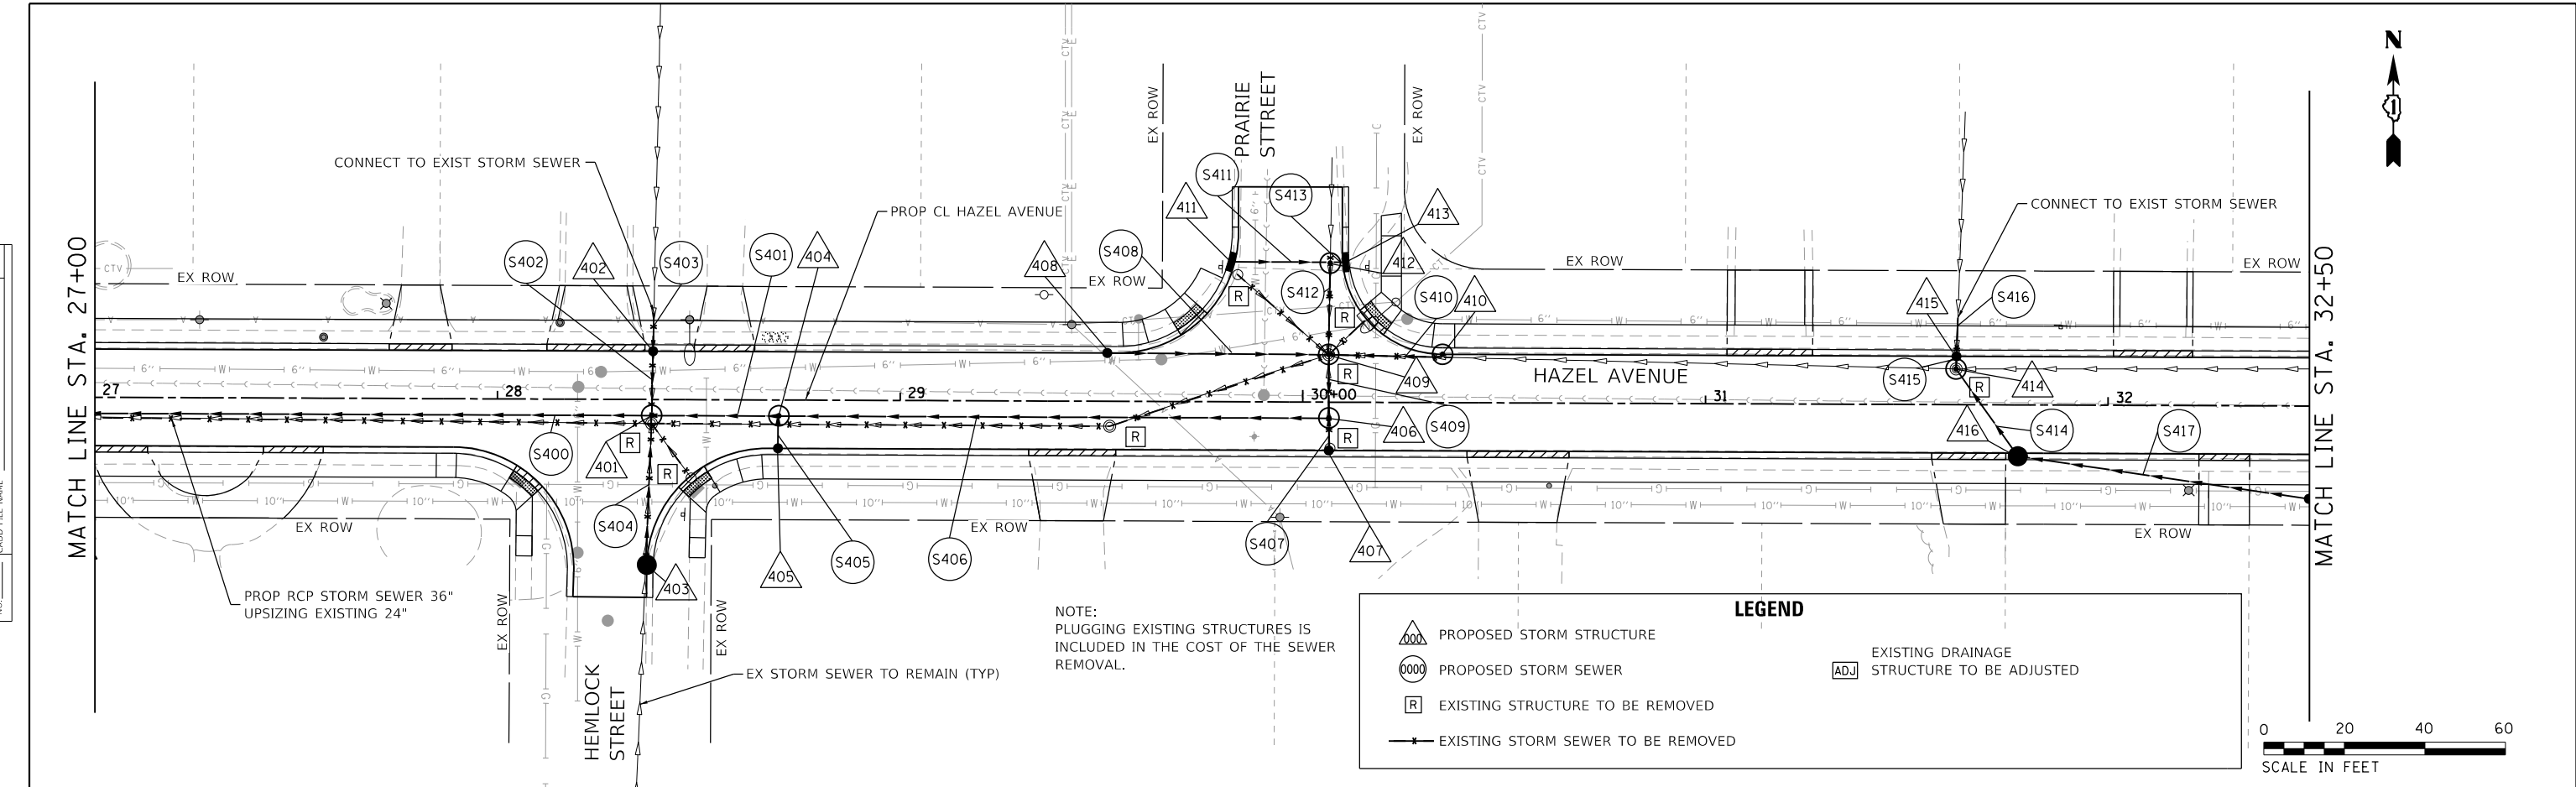 N
1
MATCH LINE STA. 27+00
MATCH LINE STA. 32+50
CONNECT TO EXIST STORM SEWER
PROP CL HAZEL AVENUE
CONNECT TO EXIST STORM SEWER
EX ROW
PRAIRIE
STTREET
EX ROW
EX ROW
EX ROW
EX ROW
EX ROW
S402
402
S403
S401
404
408
S408
411
S411
S413
413
412
S412
S410
410
415
S416
S415
414
409
HAZEL AVENUE
27
28
29
30+00
31
32
S400
401
406
S409
416
S414
S417
S404
403
405
S405
S406
S407
407
R
R
R
R
R
R
R
R
EX ROW
EX ROW
EX ROW
EX ROW
EX ROW
PROP RCP STORM SEWER 36"
UPSIZING EXISTING 24"
HEMLOCK
STREET
EX STORM SEWER TO REMAIN (TYP)
NOTE:
PLUGGING EXISTING STRUCTURES IS
INCLUDED IN THE COST OF THE SEWER
REMOVAL.
LEGEND
000 PROPOSED STORM STRUCTURE
0000 PROPOSED STORM SEWER
R EXISTING STRUCTURE TO BE REMOVED
EXISTING STORM SEWER TO BE REMOVED
EXISTING DRAINAGE
ADJ STRUCTURE TO BE ADJUSTED
0 20 40 60
SCALE IN FEET